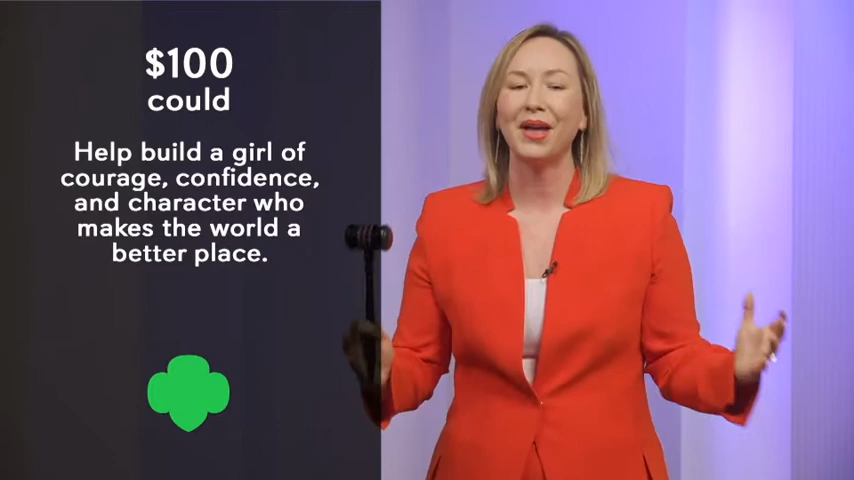 $100
could
Help build a girl of
courage, confidence,
and character who
makes the world a
better place.